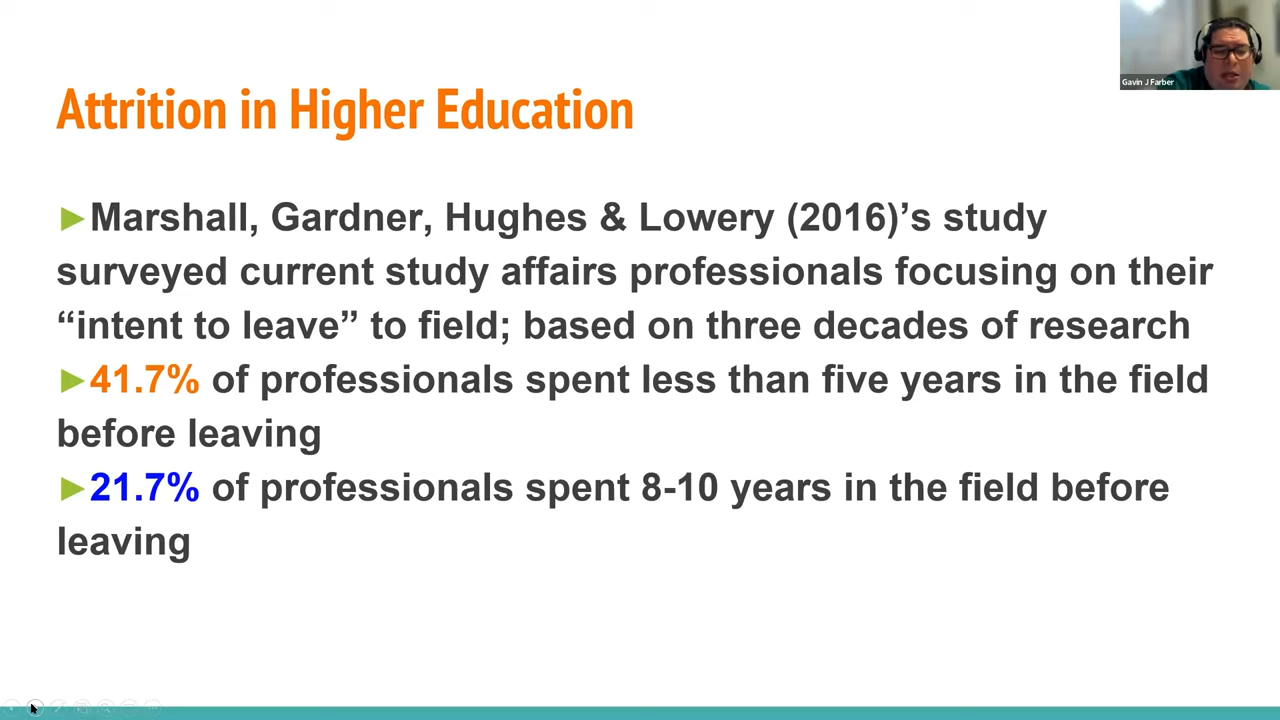 Gavin J Farber
Attrition in Higher Education
►Marshall, Gardner, Hughes & Lowery (2016)’s study
surveyed current study affairs professionals focusing on their
“intent to leave” to field; based on three decades of research
►41.7% of professionals spent less than five years in the field
before leaving
►21.7% of professionals spent 8-10 years in the field before
leaving